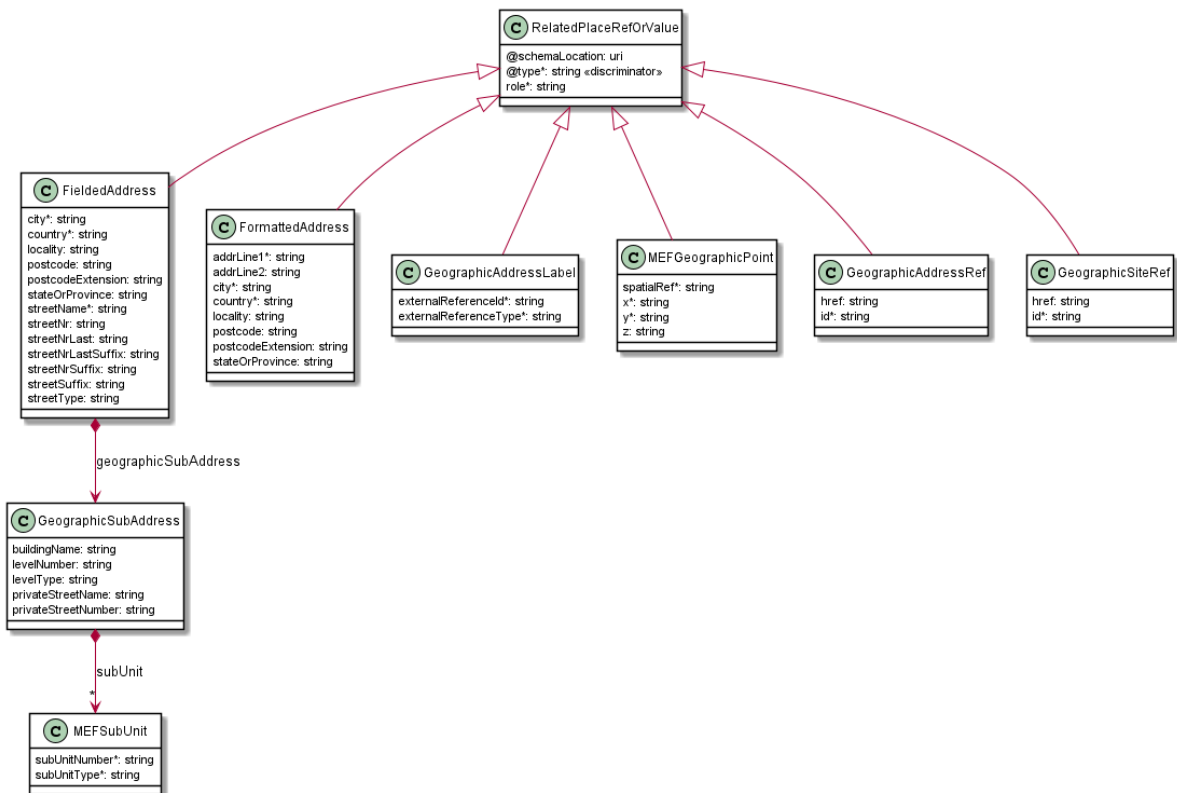 C RelatedPlaceRefOrValue
@schemaLocation: uri
@type*: string «discriminator»
role*: string
C FieldedAddress
city*: string
country*: string
locality: string
postcode: string
postcodeExtension: string
stateOrProvince: string
streetName*: string
streetNr: string
streetNrLast: string
streetNrLastSuffix: string
streetNrSuffix: string
streetSuffix: string
streetType: string
C FormattedAddress
addrLine1*: string
addrLine2: string
city*: string
country*: string
locality: string
postcode: string
postcodeExtension: string
stateOrProvince: string
C GeographicAddressLabel
externalReferenceId*: string
externalReferenceType*: string
C MEFGeographicPoint
spatialRef*: string
x*: string
y*: string
z: string
C GeographicAddressRef
href: string
id*: string
C GeographicSiteRef
href: string
id*: string
geographicSubAddress
C GeographicSubAddress
buildingName: string
levelNumber: string
levelType: string
privateStreetName: string
privateStreetNumber: string
subUnit
*
C MEFSubUnit
subUnitNumber*: string
subUnitType*: string